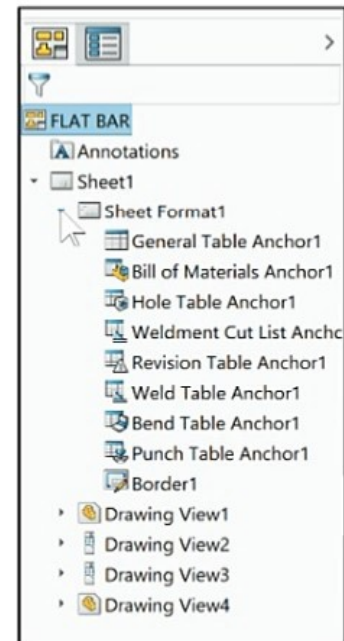 FLAT BAR
Annotations
Sheet1
Sheet Format1
General Table Anchor1
Bill of Materials Anchor1
Hole Table Anchor1
Weldment Cut List Anchc
Revision Table Anchor1
Weld Table Anchor1
Bend Table Anchor1
Punch Table Anchor1
Border1
Drawing View1
Drawing View2
Drawing View3
Drawing View4